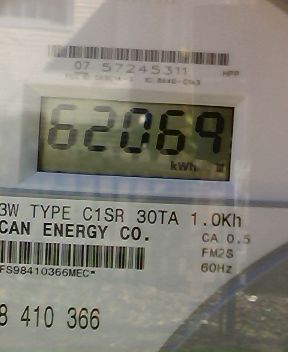 07 57245311 HPP
62069
kWh
3W TYPE C1SR 30TA 1.0Kh
CAN ENERGY CO.
CA 0.5
FM2S
60Hz
FS98410366MEC*
8 410 366